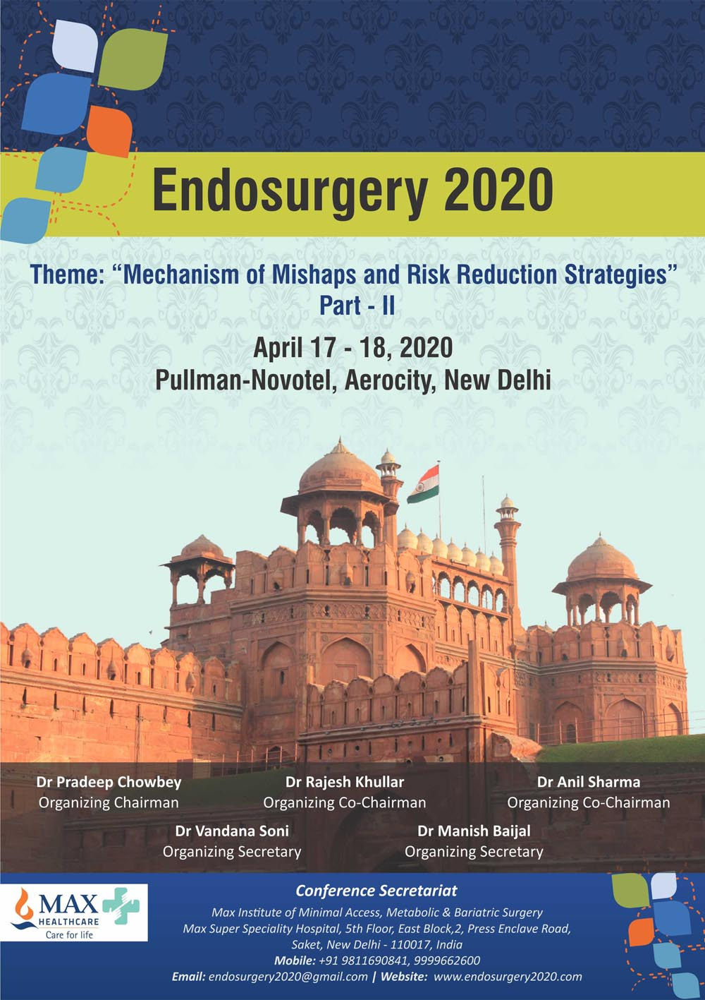 Endosurgery 2020
Theme: “Mechanism of Mishaps and Risk Reduction Strategies”
Part - II
April 17 - 18, 2020
Pullman-Novotel, Aerocity, New Delhi
Dr Pradeep Chowbey
Organizing Chairman
Dr Rajesh Khullar
Organizing Co-Chairman
Dr Anil Sharma
Organizing Co-Chairman
Dr Vandana Soni
Organizing Secretary
Dr Manish Baijal
Organizing Secretary
MAX
HEALTHCARE
Care for life
Conference Secretariat
Max Institute of Minimal Access, Metabolic & Bariatric Surgery
Max Super Speciality Hospital, 5th Floor, East Block,2, Press Enclave Road,
Saket, New Delhi - 110017, India
Mobile: +91 9811690841, 9999662600
Email: endosurgery2020@gmail.com | Website: www.endosurgery2020.com